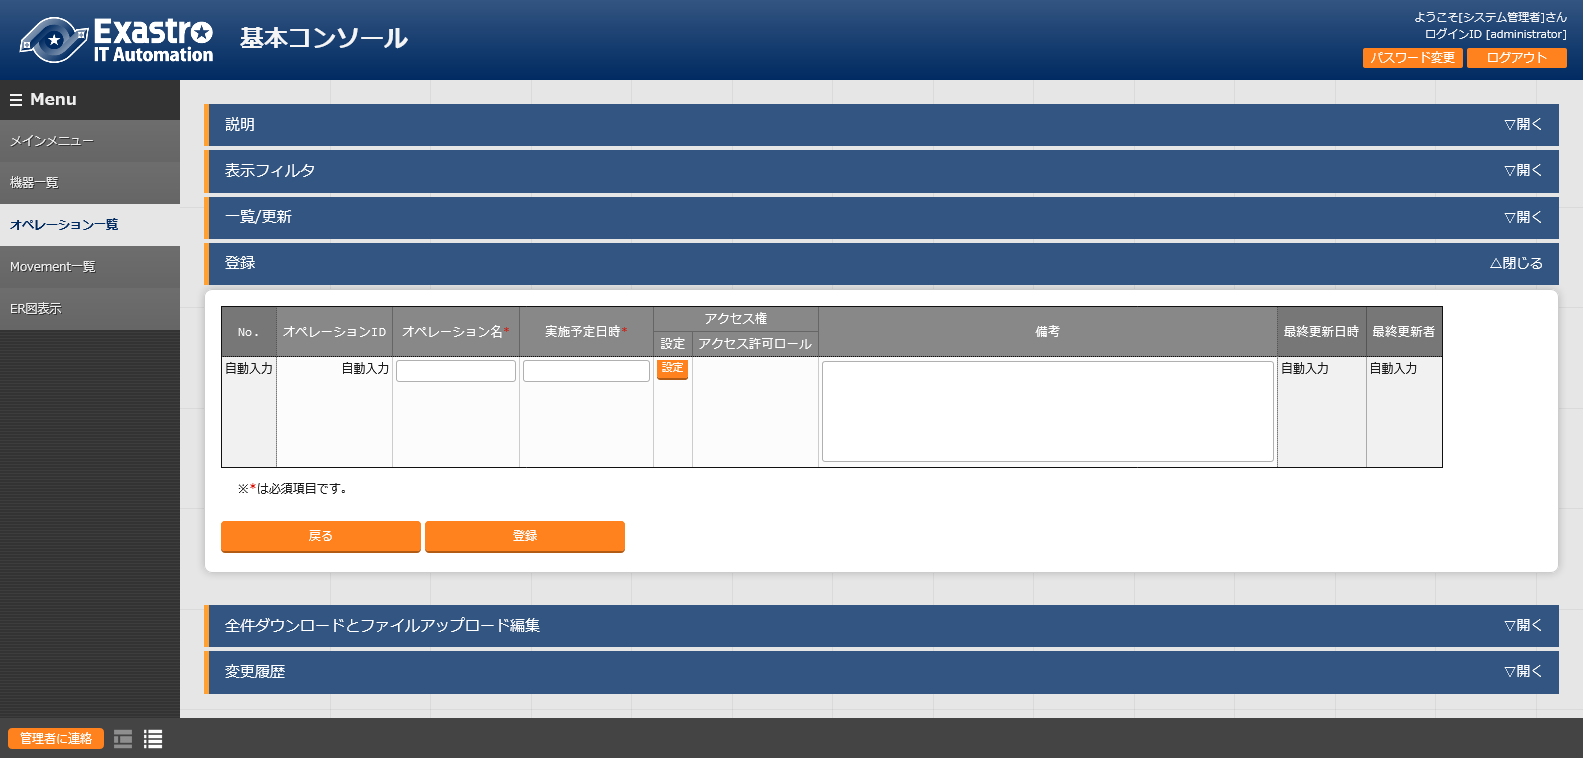 Exastro
IT Automation
基本コンソール
ようこそ[システム管理者]さん
ログインID [administrator]
パスワード変更 ログアウト
Menu
メインメニュー
機器一覧
オペレーション一覧
Movement一覧
ER図表示
説明 ▽開く
表示フィルタ ▽開く
一覧/更新 ▽開く
登録 △閉じる
No. オペレーションID オペレーション名* 実施予定日時* アクセス権 備考 最終更新日時 最終更新者
設定 アクセス許可ロール
自動入力 自動入力 設定 自動入力 自動入力
※*は必須項目です。
戻る 登録
全件ダウンロードとファイルアップロード編集 ▽開く
変更履歴 ▽開く
管理者に連絡